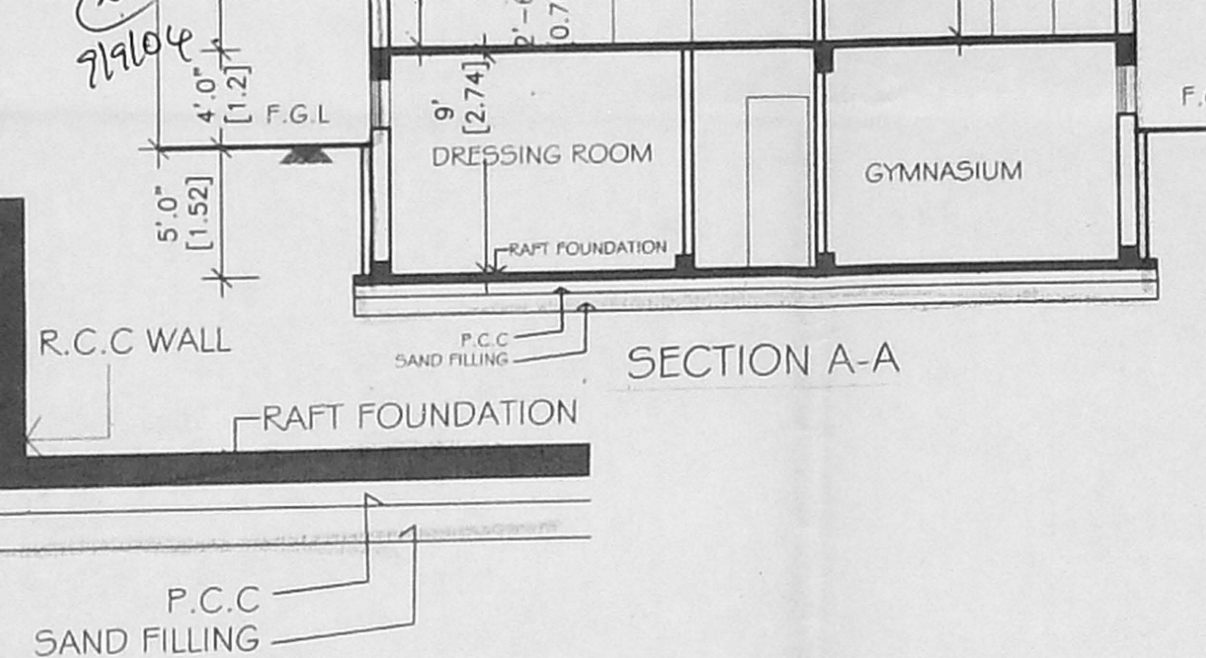 9/9/04
4'.0"
[1.2]
F.G.L
9'
[2.74]
DRESSING ROOM
GYMNASIUM
5'.0"
[1.52]
RAFT FOUNDATION
P.C.C
SAND FILLING
SECTION A-A
R.C.C WALL
RAFT FOUNDATION
P.C.C
SAND FILLING